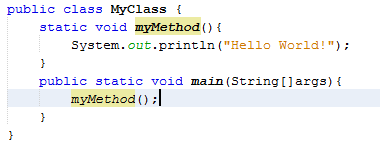 public class MyClass {
    static void myMethod(){
        System.out.println("Hello World!");
    }
    public static void main(String[]args){
        myMethod();
    }
}